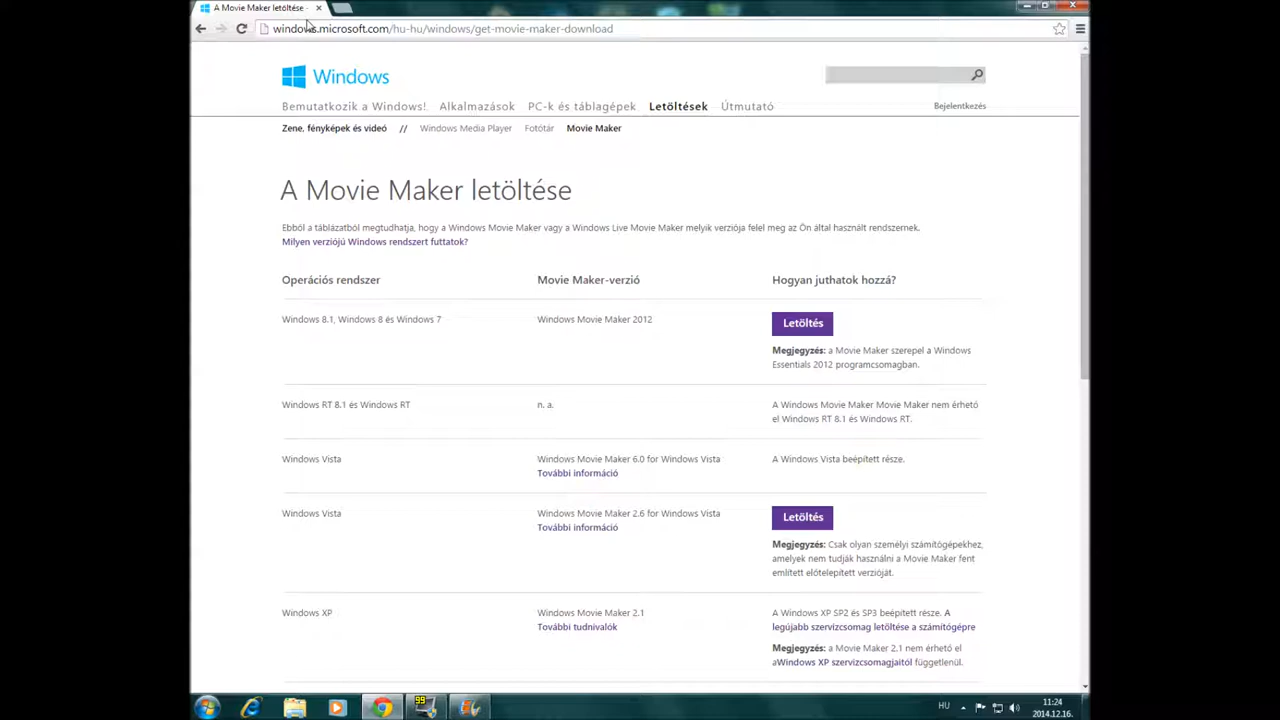 A Movie Maker letöltése -
windows.microsoft.com/hu-hu/windows/get-movie-maker-download
Windows
Bemutatkozik a Windows! Alkalmazások PC-k és táblagépek Letöltések Útmutató Bejelentkezés
Zene, fényképek és videó // Windows Media Player Fotótár Movie Maker
A Movie Maker letöltése
Ebből a táblázatból megtudhatja, hogy a Windows Movie Maker vagy a Windows Live Movie Maker melyik verziója felel meg az Ön által használt rendszernek.
Milyen verziójú Windows rendszert futtatok?
Operációs rendszer Movie Maker-verzió Hogyan juthatok hozzá?
Windows 8.1, Windows 8 és Windows 7 Windows Movie Maker 2012 Letöltés
Megjegyzés: a Movie Maker szerepel a Windows
Essentials 2012 programcsomagban.
Windows RT 8.1 és Windows RT n. a. A Windows Movie Maker Movie Maker nem érhető
el Windows RT 8.1 és Windows RT.
Windows Vista Windows Movie Maker 6.0 for Windows Vista A Windows Vista beépített része.
További információ
Windows Vista Windows Movie Maker 2.6 for Windows Vista Letöltés
További információ
Megjegyzés: Csak olyan személyi számítógépekhez,
amelyek nem tudják használni a Movie Maker fent
említett előtelepített verzióját.
Windows XP Windows Movie Maker 2.1 A Windows XP SP2 és SP3 beépített része. A
További tudnivalók legújabb szervizcsomag letöltése a számítógépre
Megjegyzés: a Movie Maker 2.1 nem érhető el
aWindows XP szervizcsomagjaitól függetlenül.
99
HU 11:24
2014.12.16.